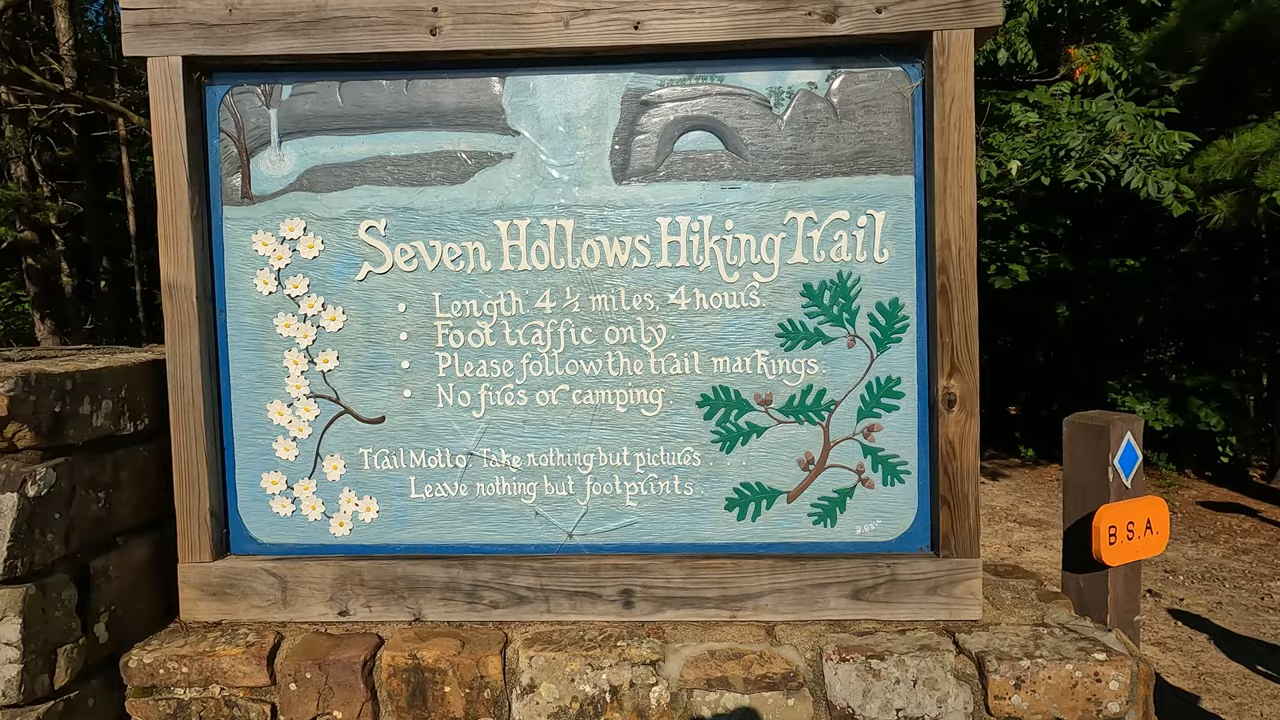 Seven Hollows Hiking Trail
• Length 4 ½ miles, 4 hours.
• Foot traffic only.
• Please follow the trail markings.
• No fires or camping.
Trail Motto Take nothing but pictures . . .
Leave nothing but footprints.
B.S.A.